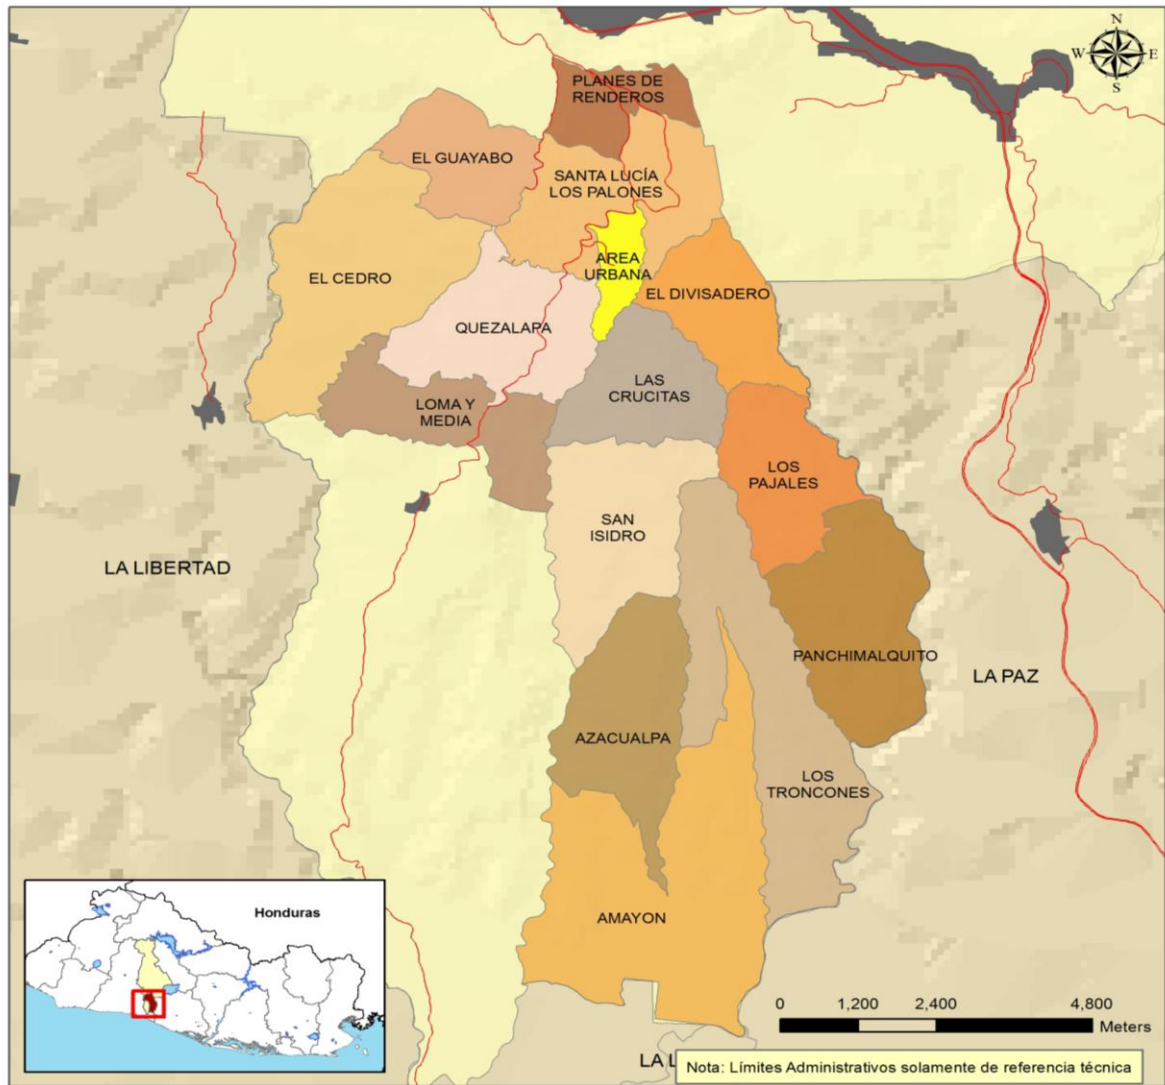 N
W E
S
PLANES DE
RENDEROS
EL GUAYABO
SANTA LUCÍA
LOS PALONES
AREA
URBANA
EL CEDRO
EL DIVISADERO
QUEZALAPA
LAS
CRUCITAS
LOMA Y
MEDIA
LOS
PAJALES
SAN
ISIDRO
LA LIBERTAD
PANCHIMALQUITO
LA PAZ
AZACUALPA
LOS
TRONCONES
AMAYON
Honduras
0 1,200 2,400 4,800
Meters
LA L
Nota: Límites Administrativos solamente de referencia técnica